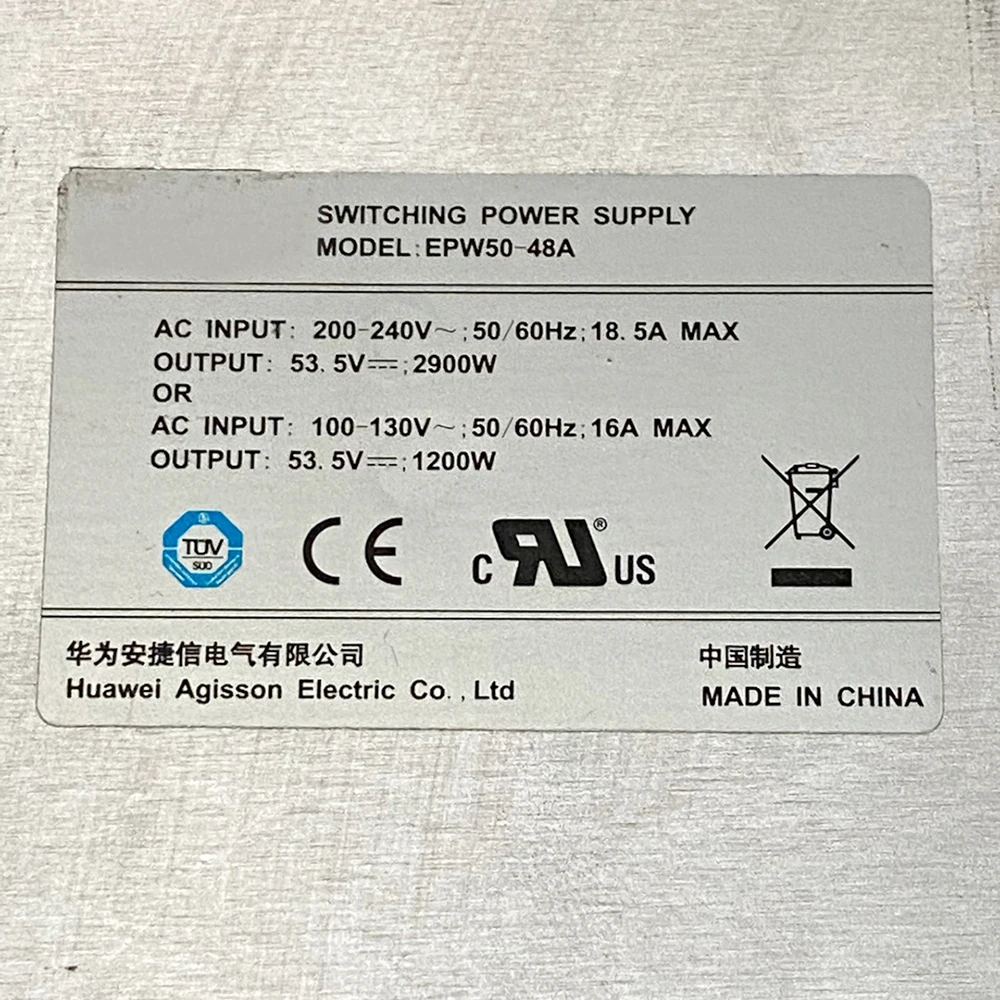 SWITCHING POWER SUPPLY
MODEL:EPW50-48A
AC INPUT: 200-240V～;50/60Hz;18.5A MAX
OUTPUT: 53.5V⎓;2900W
OR
AC INPUT: 100-130V～;50/60Hz;16A MAX
OUTPUT: 53.5V⎓;1200W
TÜV
SÜD
CE
c RU® US
华为安捷信电气有限公司
Huawei Agisson Electric Co.,Ltd
中国制造
MADE IN CHINA